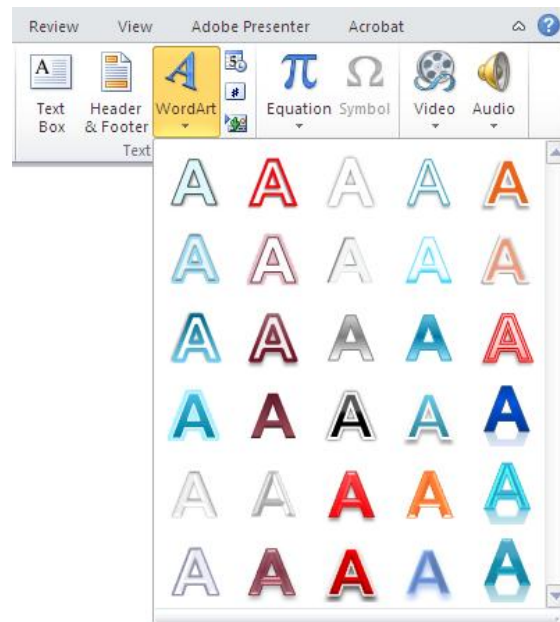 Review View Adobe Presenter Acrobat
Text Box Header & Footer WordArt Equation Symbol Video Audio
Text
A A A A A
A A A A A
A A A A A
A A A A A
A A A A A
A A A A A